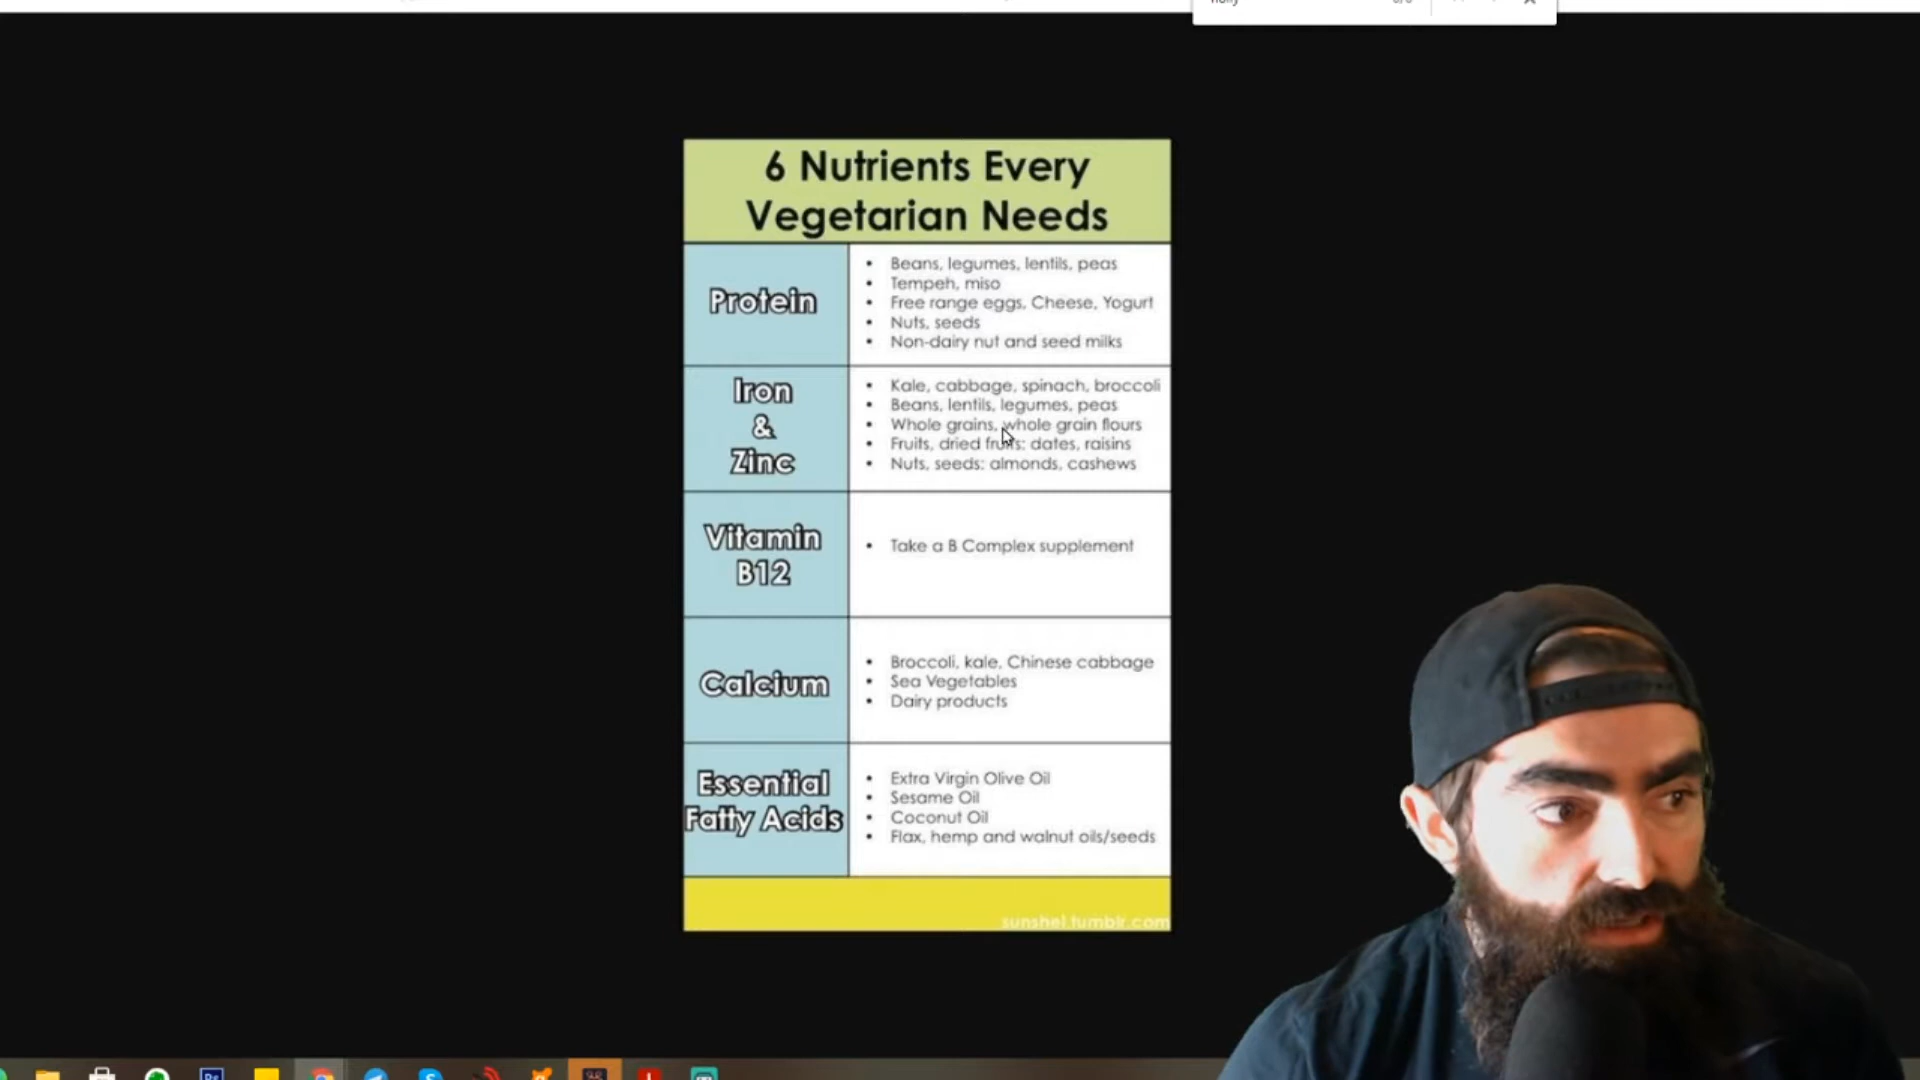 6 Nutrients Every
Vegetarian Needs
Protein
• Beans, legumes, lentils, peas
• Tempeh, miso
• Free range eggs, Cheese, Yogurt
• Nuts, seeds
• Non-dairy nut and seed milks
Iron
&
Zinc
• Kale, cabbage, spinach, broccoli
• Beans, lentils, legumes, peas
• Whole grains, whole grain flours
• Fruits, dried fruits: dates, raisins
• Nuts, seeds: almonds, cashews
Vitamin
B12
• Take a B Complex supplement
Calcium
• Broccoli, kale, Chinese cabbage
• Sea Vegetables
• Dairy products
Essential
Fatty Acids
• Extra Virgin Olive Oil
• Sesame Oil
• Coconut Oil
• Flax, hemp and walnut oils/seeds
sunshel.tumblr.com
Ps